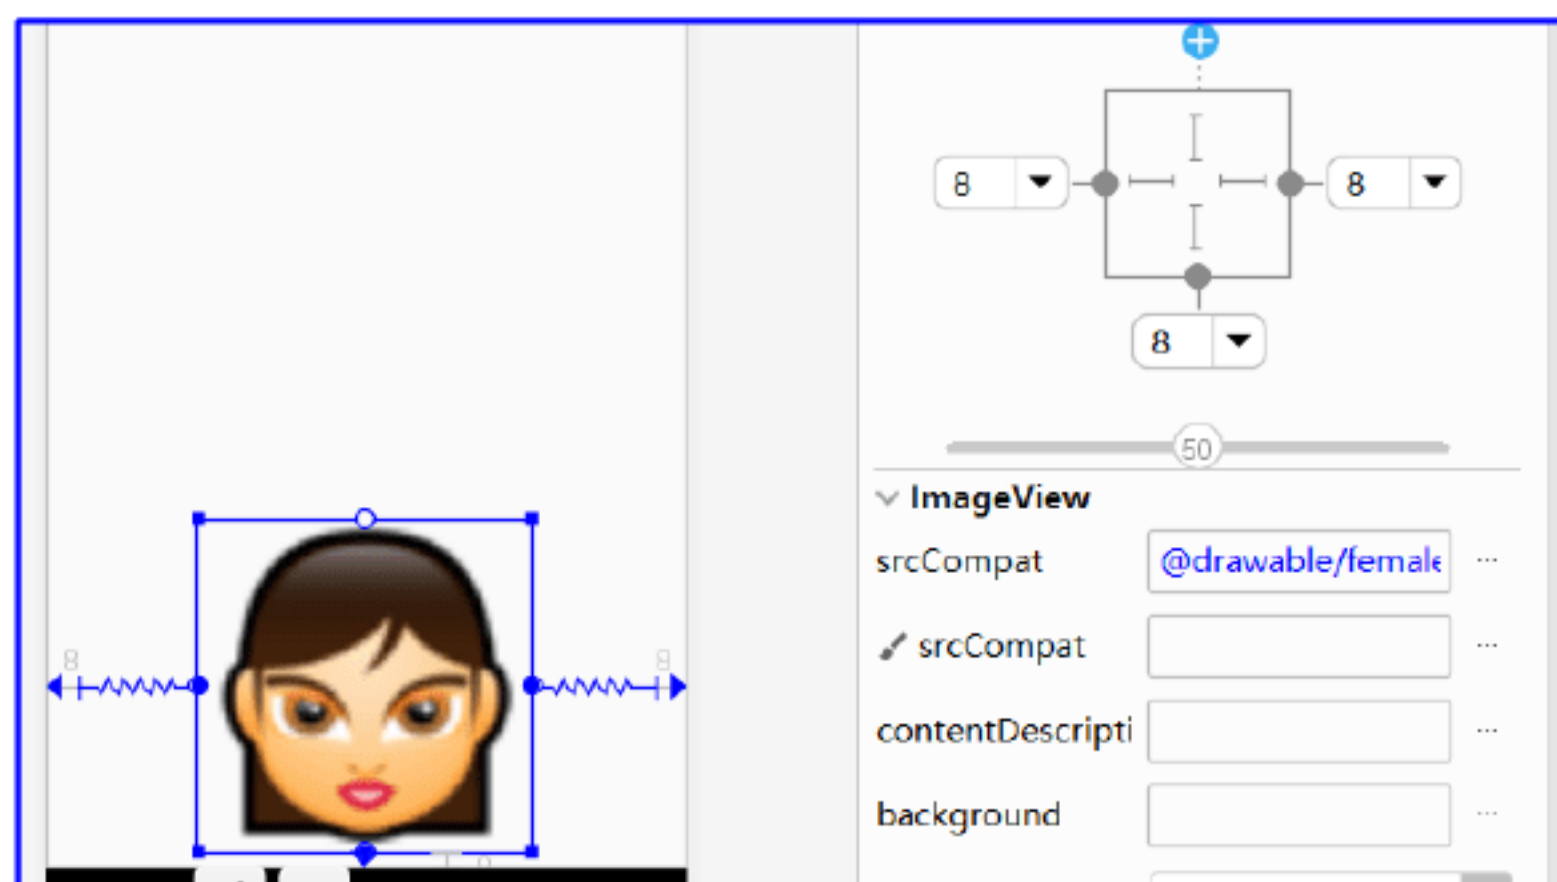 8
8
8
50
ImageView
srcCompat
@drawable/female
...
srcCompat
...
contentDescripti
...
background
...
8
8